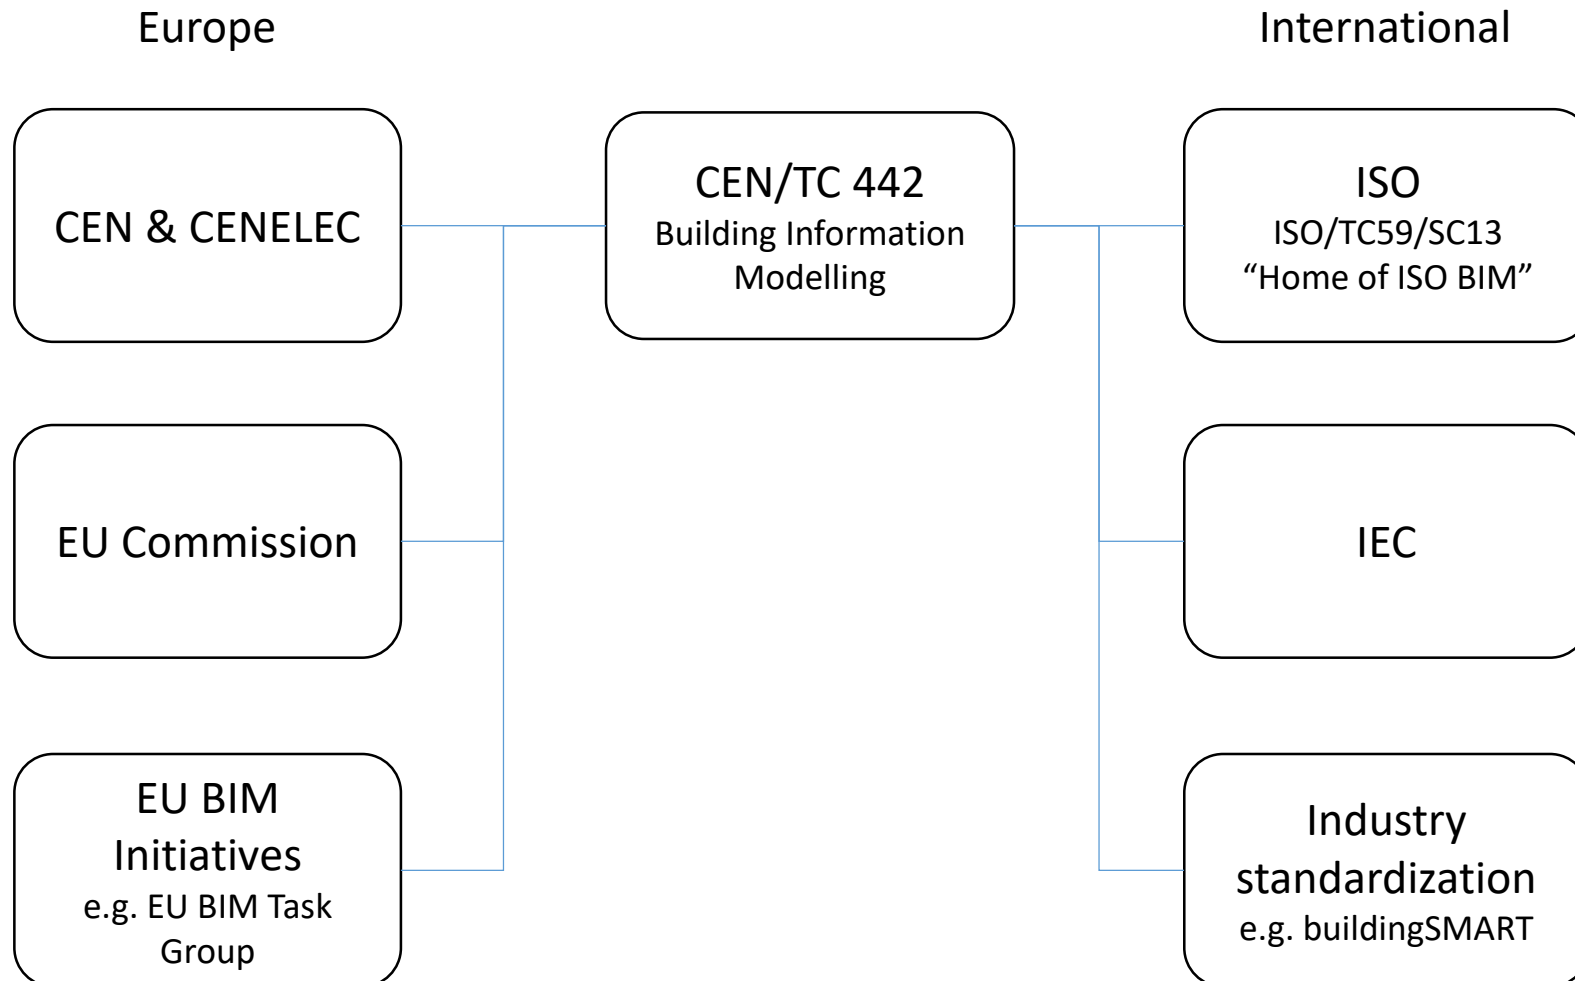 Europe
International
CEN & CENELEC
CEN/TC 442
Building Information
Modelling
ISO
ISO/TC59/SC13
“Home of ISO BIM”
EU Commission
IEC
EU BIM
Initiatives
e.g. EU BIM Task
Group
Industry
standardization
e.g. buildingSMART